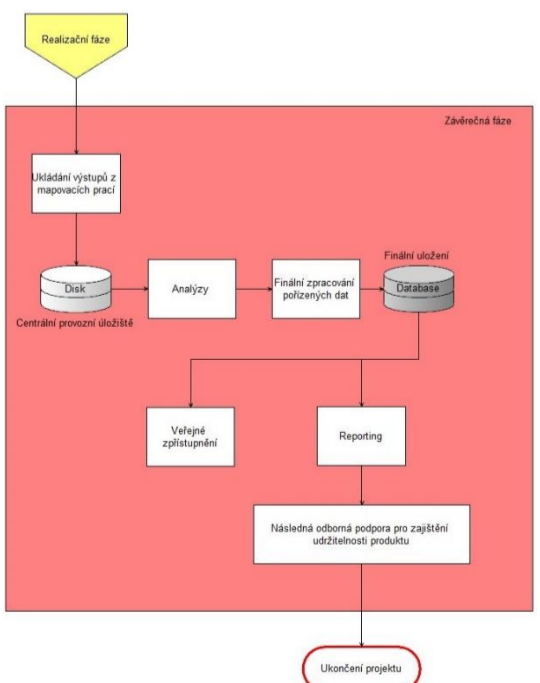 Realizační fáze
Závěrečná fáze
Ukládání výstupů z
mapovacích prací
Disk
Centrální provozní úložiště
Analýzy
Finální zpracování
pořízených dat
Finální uložení
Database
Veřejné
zpřístupnění
Reporting
Následná odborná podpora pro zajištění
udržitelnosti produktu
Ukončení projektu